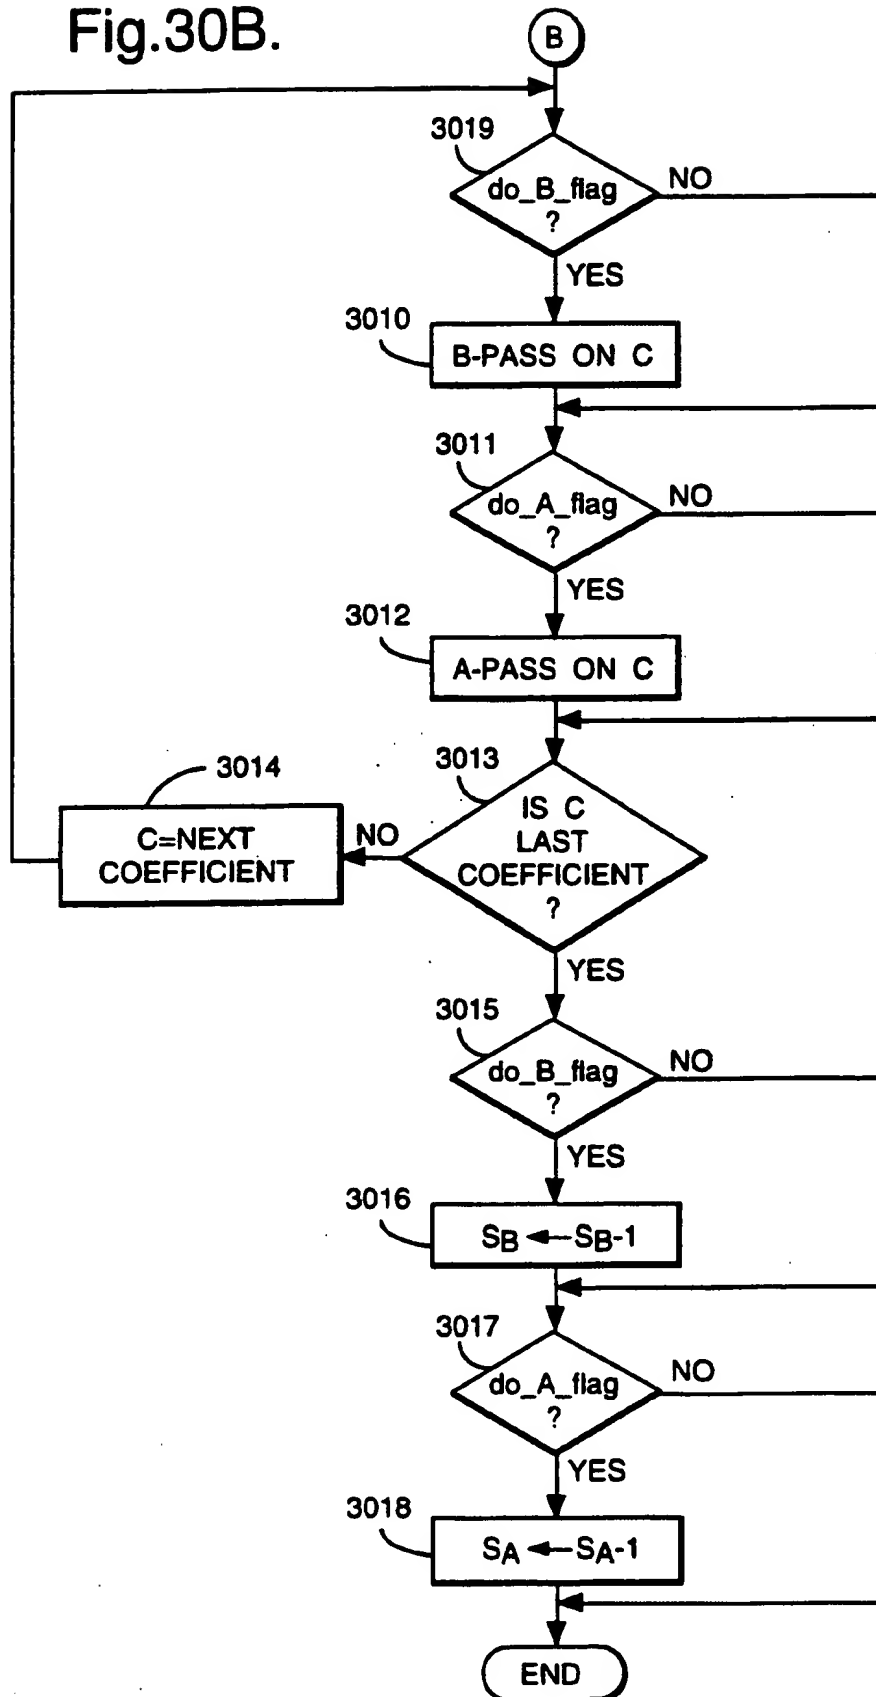 Fig.30B.
B
3019
do_B_flag
?
NO
YES
3010
B-PASS ON C
3011
do_A_flag
?
NO
YES
3012
A-PASS ON C
3013
IS C
LAST
COEFFICIENT
?
NO
3014
C=NEXT
COEFFICIENT
YES
3015
do_B_flag
?
NO
YES
3016
SB ← SB-1
3017
do_A_flag
?
NO
YES
3018
SA ← SA-1
END